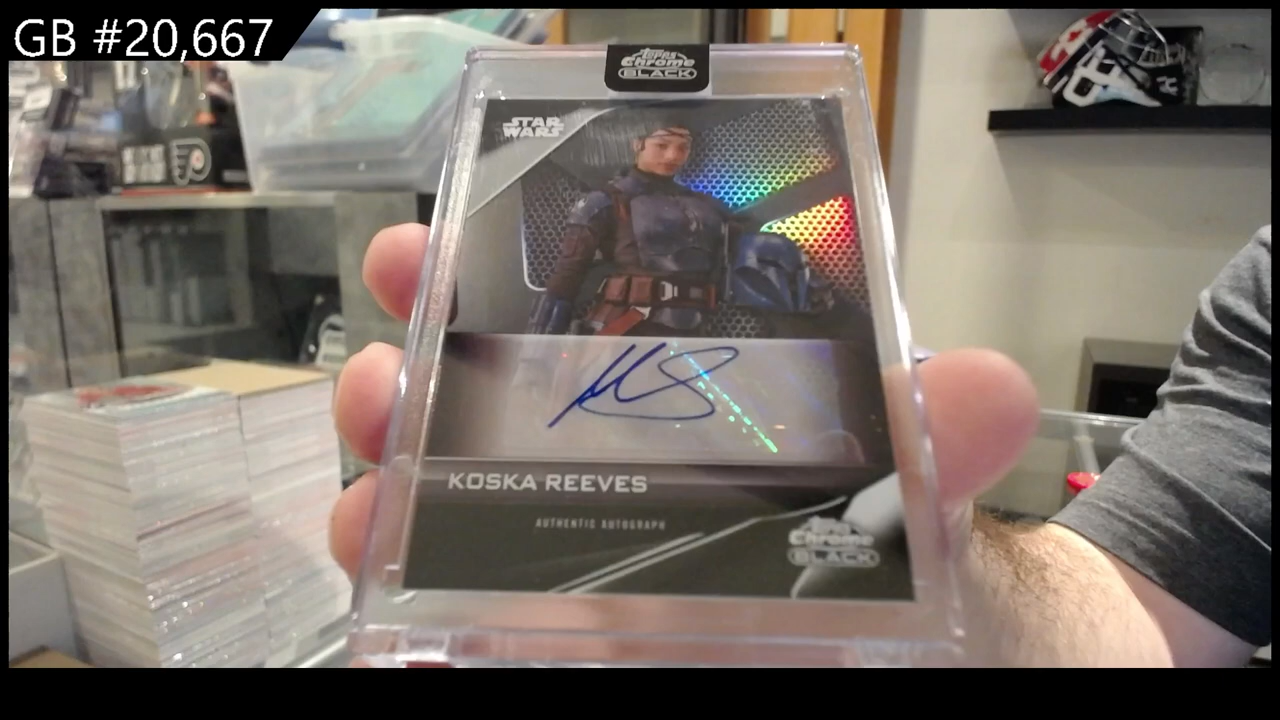 GB #20,667
Topps
Chrome
BLACK
STAR
WARS
KOSKA REEVES
AUTHENTIC AUTOGRAPH
Topps
Chrome
BLACK